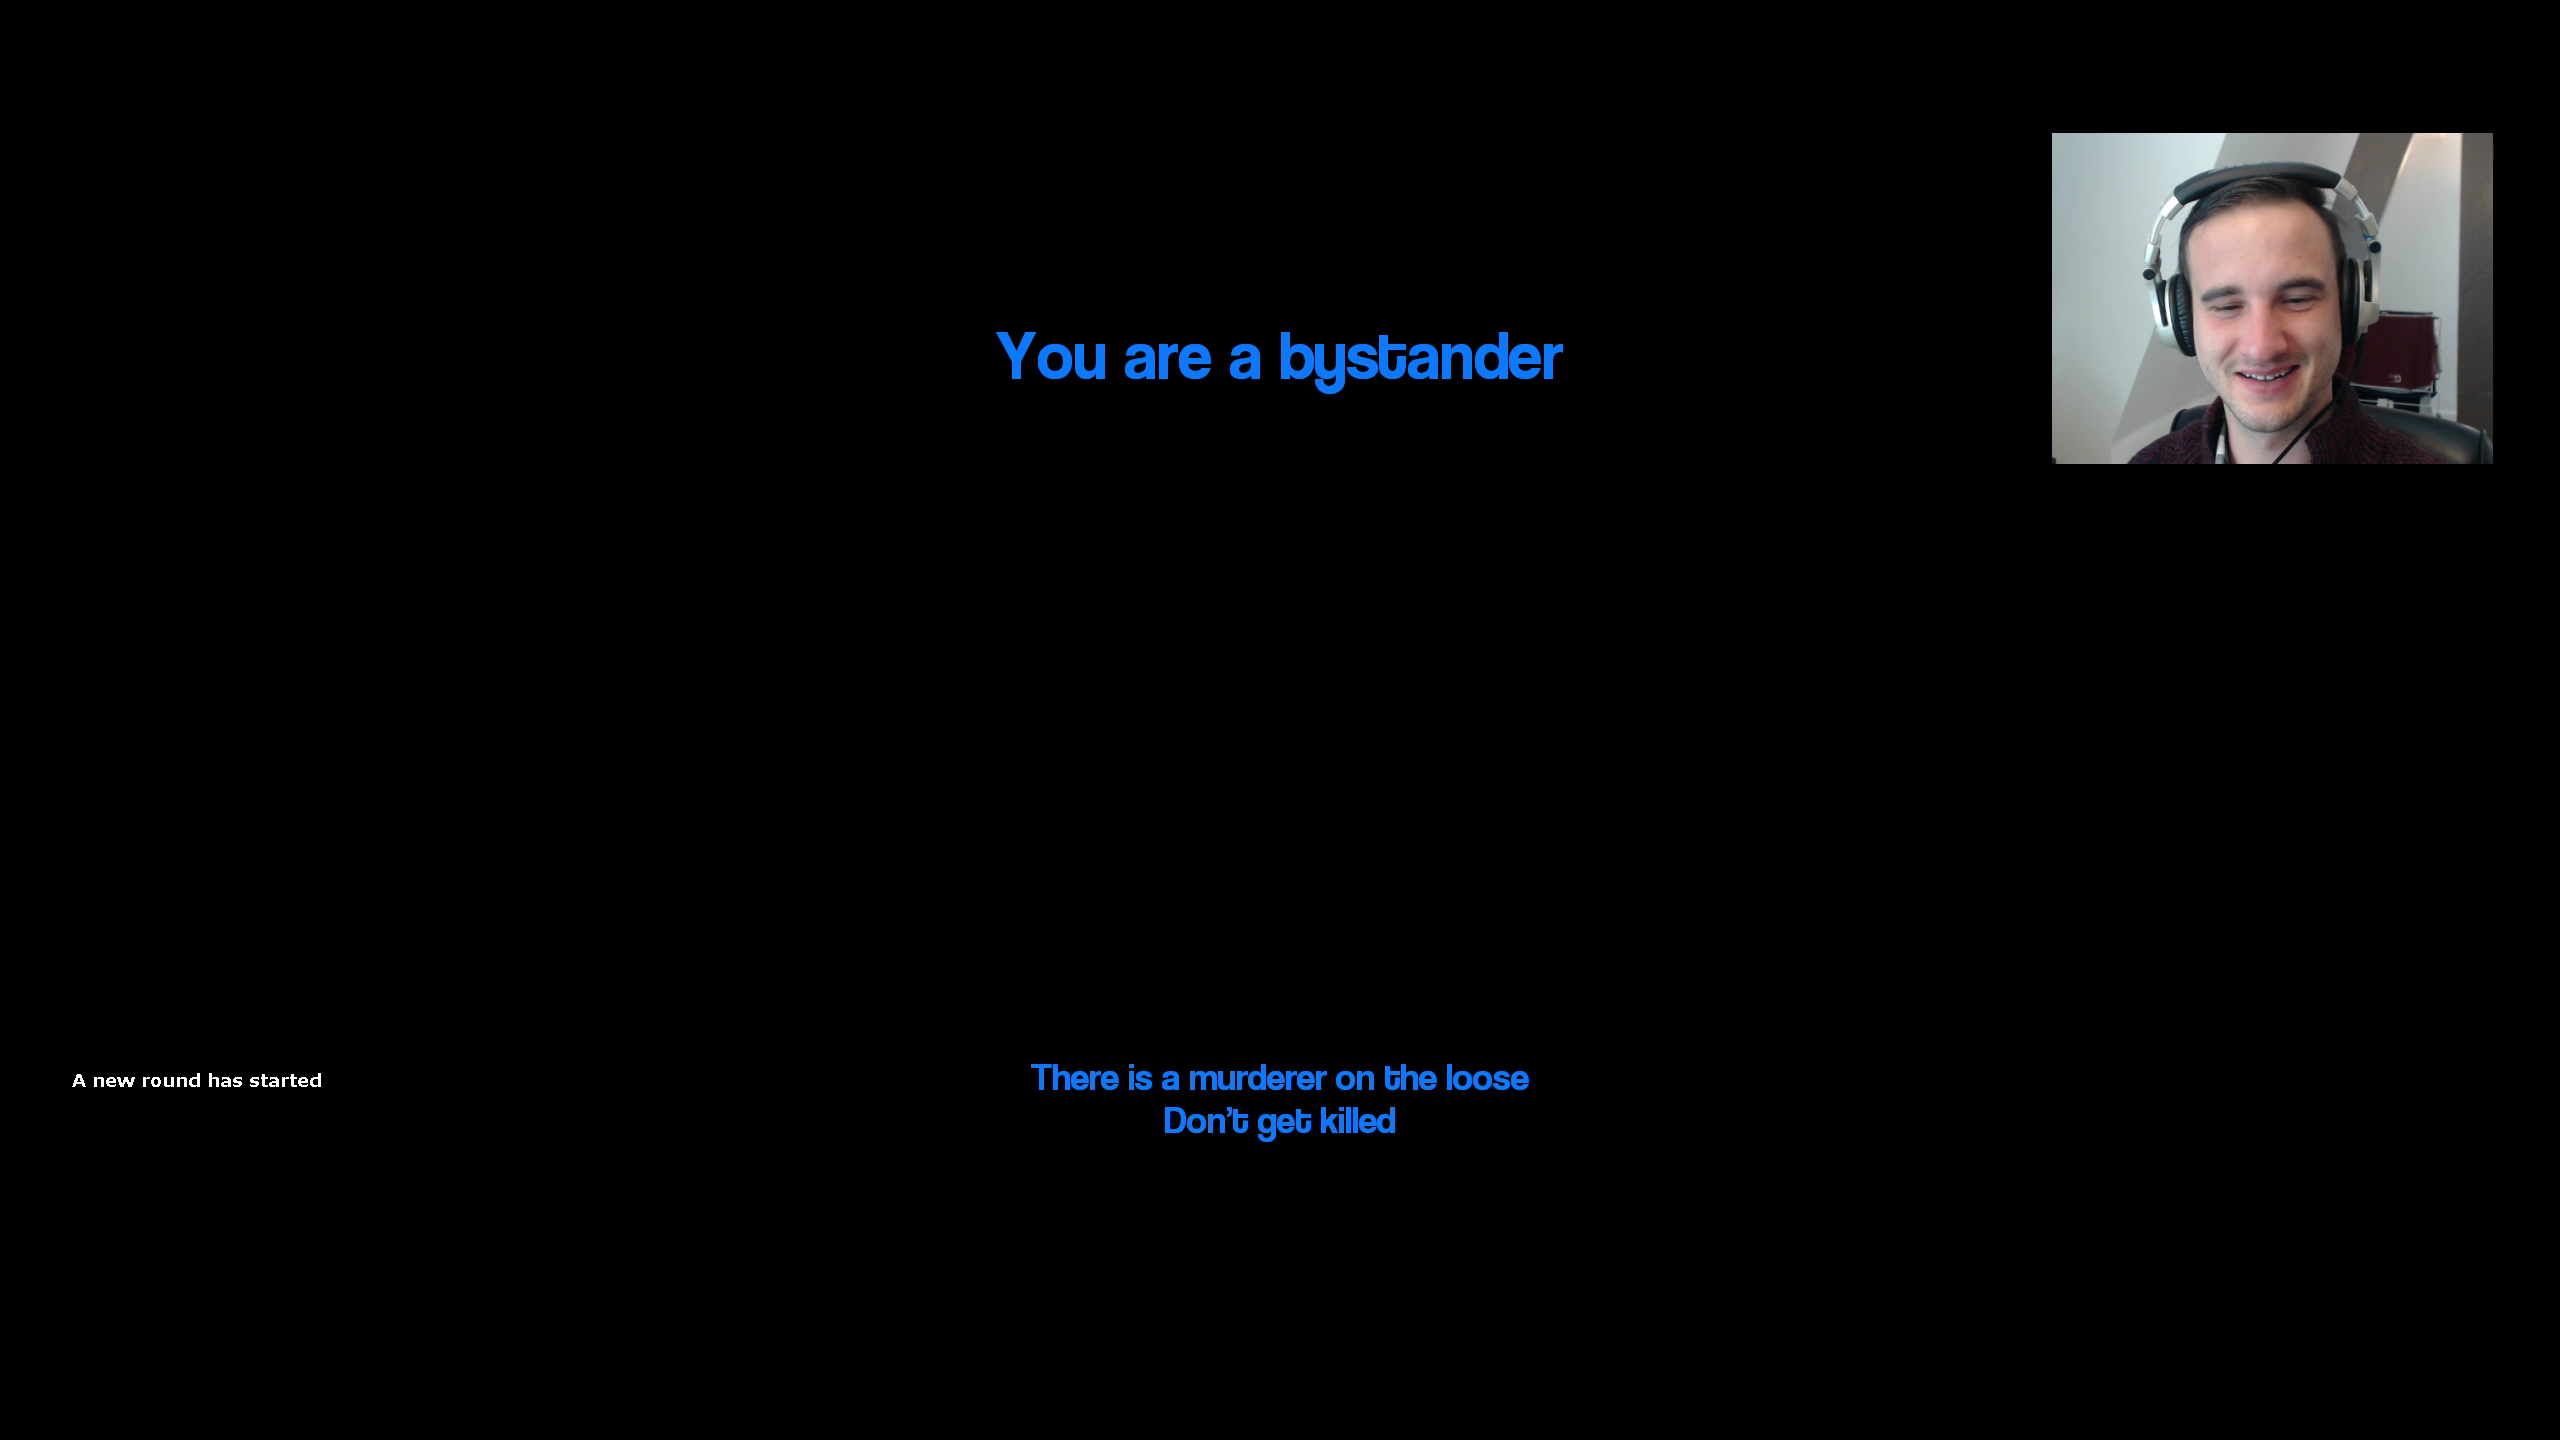 You are a bystander
A new round has started
There is a murderer on the loose
Don't get killed